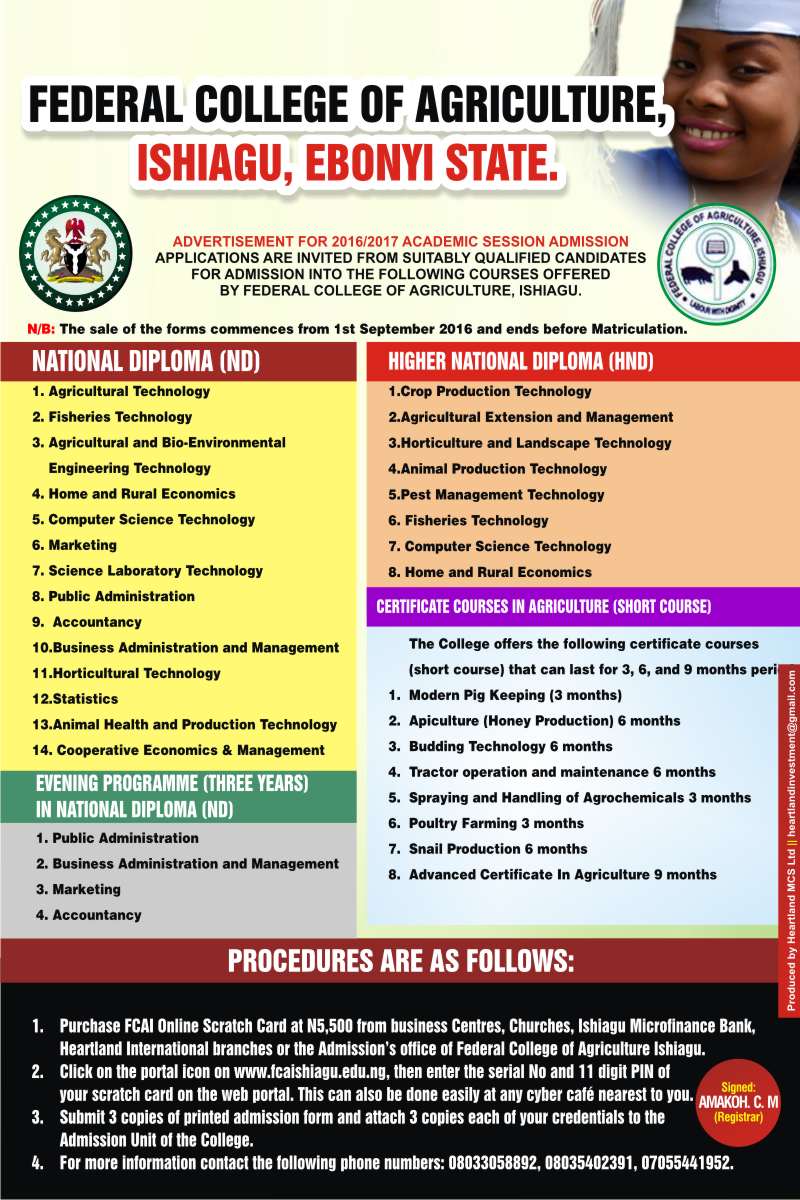 FEDERAL COLLEGE OF AGRICULTURE,
ISHIAGU, EBONYI STATE.
ADVERTISEMENT FOR 2016/2017 ACADEMIC SESSION ADMISSION
APPLICATIONS ARE INVITED FROM SUITABLY QUALIFIED CANDIDATES
FOR ADMISSION INTO THE FOLLOWING COURSES OFFERED
BY FEDERAL COLLEGE OF AGRICULTURE, ISHIAGU.
FEDERAL COLLEGE OF AGRICULTURE, ISHIAGU
LABOUR WITH DIGNITY
N/B: The sale of the forms commences from 1st September 2016 and ends before Matriculation.
NATIONAL DIPLOMA (ND)
1. Agricultural Technology
2. Fisheries Technology
3. Agricultural and Bio-Environmental
Engineering Technology
4. Home and Rural Economics
5. Computer Science Technology
6. Marketing
7. Science Laboratory Technology
8. Public Administration
9. Accountancy
10.Business Administration and Management
11.Horticultural Technology
12.Statistics
13.Animal Health and Production Technology
14. Cooperative Economics & Management
EVENING PROGRAMME (THREE YEARS)
IN NATIONAL DIPLOMA (ND)
1. Public Administration
2. Business Administration and Management
3. Marketing
4. Accountancy
HIGHER NATIONAL DIPLOMA (HND)
1.Crop Production Technology
2.Agricultural Extension and Management
3.Horticulture and Landscape Technology
4.Animal Production Technology
5.Pest Management Technology
6. Fisheries Technology
7. Computer Science Technology
8. Home and Rural Economics
CERTIFICATE COURSES IN AGRICULTURE (SHORT COURSE)
The College offers the following certificate courses
(short course) that can last for 3, 6, and 9 months
1. Modern Pig Keeping (3 months)
2. Apiculture (Honey Production) 6 months
3. Budding Technology 6 months
4. Tractor operation and maintenance 6 months
5. Spraying and Handling of Agrochemicals 3 months
6. Poultry Farming 3 months
7. Snail Production 6 months
8. Advanced Certificate In Agriculture 9 months
Produced by Heartland MCS Ltd || heartlandinvestment@gmail.com
PROCEDURES ARE AS FOLLOWS:
1. Purchase FCAI Online Scratch Card at N5,500 from business Centres, Churches, Ishiagu Microfinance Bank,
Heartland International branches or the Admission's office of Federal College of Agriculture Ishiagu.
2. Click on the portal icon on www.fcaishiagu.edu.ng, then enter the serial No and 11 digit PIN of
your scratch card on the web portal. This can also be done easily at any cyber café nearest to you.
3. Submit 3 copies of printed admission form and attach 3 copies each of your credentials to the
Admission Unit of the College.
4. For more information contact the following phone numbers: 08033058892, 08035402391, 07055441952.
Signed:
AMAKOH. C. M
(Registrar)